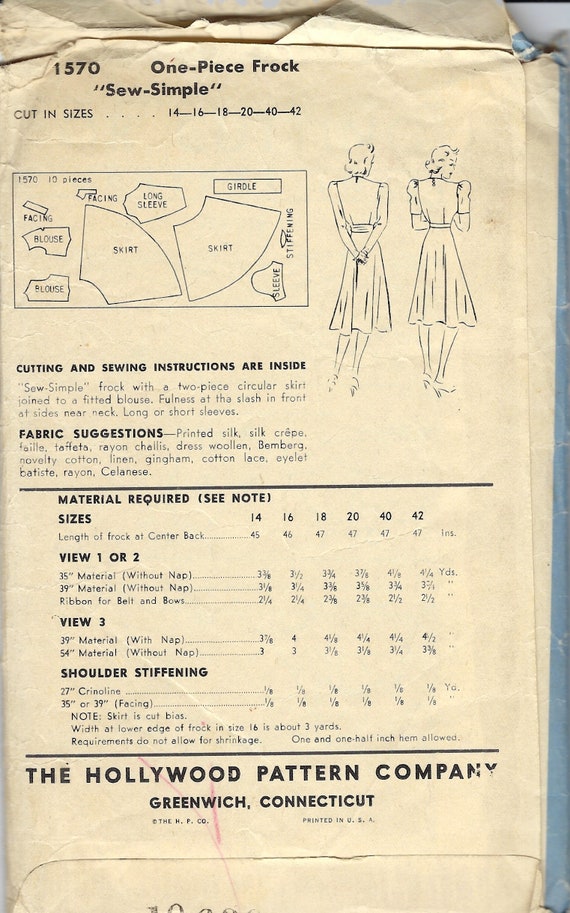 1570 One-Piece Frock
"Sew-Simple"
CUT IN SIZES . . . . 14—16—18—20—40—42
1570 10 pieces
FACING
LONG SLEEVE
GIRDLE
FACING
BLOUSE
SKIRT
SKIRT
STIFFENING
BLOUSE
SLEEVE
CUTTING AND SEWING INSTRUCTIONS ARE INSIDE
"Sew-Simple" frock with a two-piece circular skirt
joined to a fitted blouse. Fulness at the slash in front
at sides near neck. Long or short sleeves.
FABRIC SUGGESTIONS—Printed silk, silk crêpe,
faille, taffeta, rayon challis, dress woollen, Bemberg,
novelty cotton, linen, gingham, cotton lace, eyelet
batiste, rayon, Celanese.
MATERIAL REQUIRED (SEE NOTE)
SIZES 14 16 18 20 40 42
Length of frock at Center Back 45 46 47 47 47 47 Ins.
VIEW 1 OR 2
35" Material (Without Nap) 3⅜ 3½ 3¾ 3⅞ 4⅛ 4¼ Yds.
39" Material (Without Nap) 3⅛ 3¼ 3⅜ 3⅝ 3¾ "
Ribbon for Belt and Bows 2¼ 2¼ 2⅜ 2⅜ 2½ 2½ "
VIEW 3
39" Material (With Nap) 3⅞ 4 4⅛ 4¼ 4¼ 4½ "
54" Material (Without Nap) 3 3 3⅛ 3⅛ 3¼ 3⅜ "
SHOULDER STIFFENING
27" Crinoline ⅛ ⅛ ⅛ ⅛ ⅛ ⅛ Yd.
35" or 39" (Facing) ⅛ ⅛ ⅛ ⅛ ⅛ ⅛ "
NOTE: Skirt is cut bias.
Width at lower edge of frock in size 16 is about 3 yards.
Requirements do not allow for shrinkage. One and one-half inch hem allowed.
THE HOLLYWOOD PATTERN COMPANY
GREENWICH, CONNECTICUT
©THE H. P. CO. PRINTED IN U. S. A.